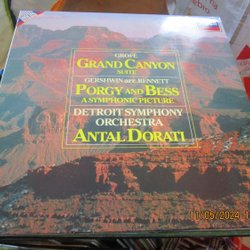 GROFÉ
GRAND CANYON
SUITE
GERSHWIN arr. BENNETT
PORGY AND BESS
A SYMPHONIC PICTURE
DETROIT SYMPHONY
ORCHESTRA
ANTAL DORATI
11/05/2024